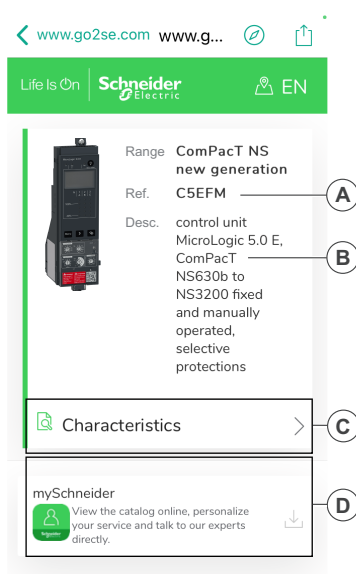 www.go2se.com www.g...
Life Is On Schneider Electric EN
Range ComPacT NS
new generation
Ref. C5EFM
A
Desc. control unit
MicroLogic 5.0 E,
ComPacT
B
NS630b to
NS3200 fixed
and manually
operated,
selective
protections
Characteristics
C
mySchneider
View the catalog online, personalize
your service and talk to our experts
directly.
D